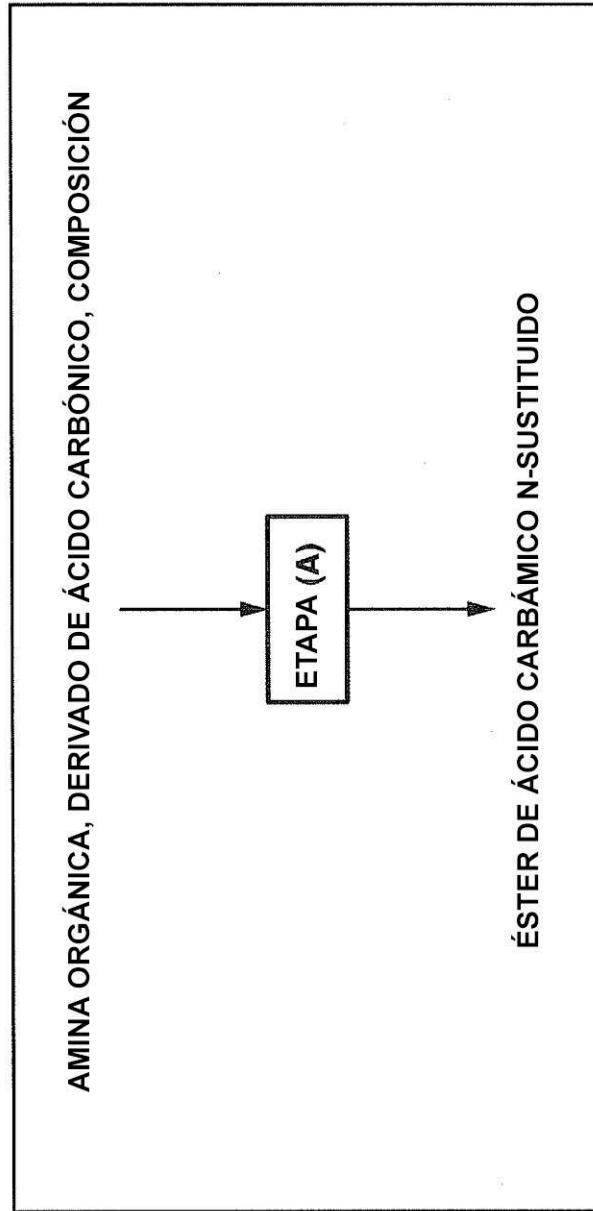 AMINA ORGÁNICA, DERIVADO DE ÁCIDO CARBÓNICO, COMPOSICIÓN
ETAPA (A)
ÉSTER DE ÁCIDO CARBÁMICO N-SUSTITUIDO